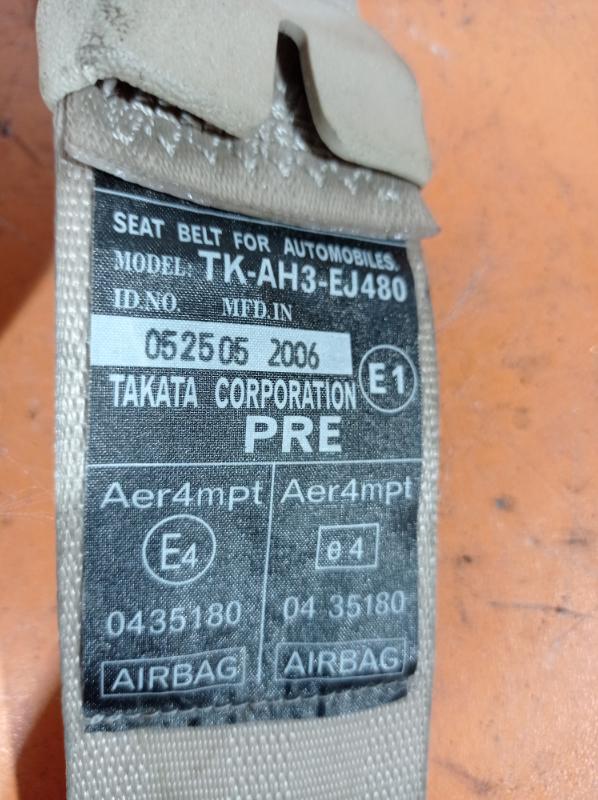 SEAT BELT FOR AUTOMOBILES.
MODEL: TK-AH3-EJ480
ID.NO. MFD.IN
052505 2006
TAKATA CORPORATION E1
PRE
Aer4mpt Aer4mpt
E4 e4
0435180 04 35180
AIRBAG AIRBAG